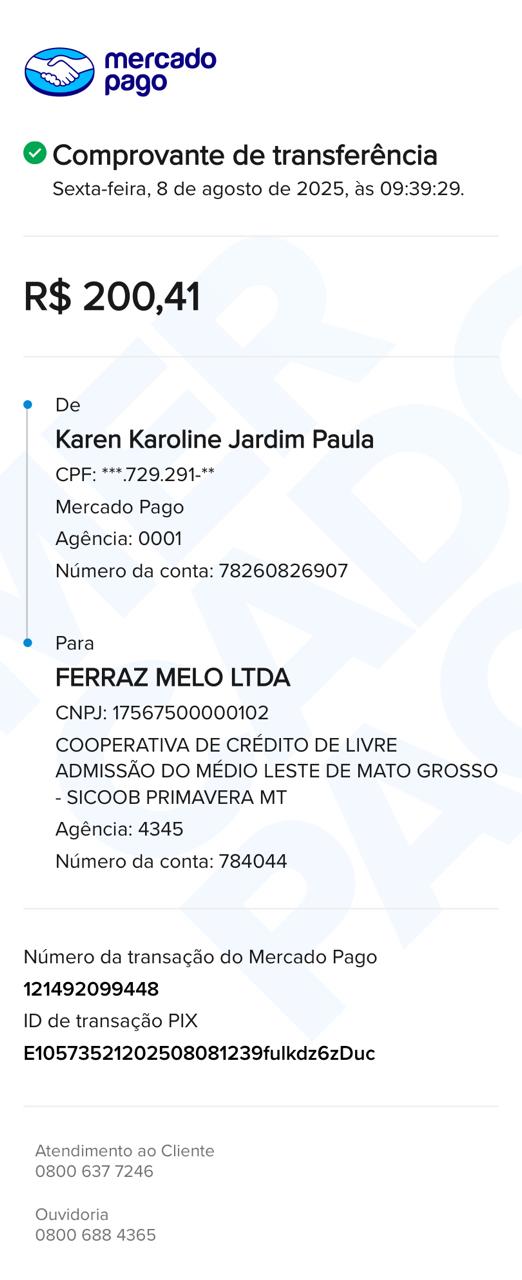 mercado
pago
Comprovante de transferência
Sexta-feira, 8 de agosto de 2025, às 09:39:29.
R$ 200,41
De
Karen Karoline Jardim Paula
CPF: ***.729.291-**
Mercado Pago
Agência: 0001
Número da conta: 78260826907
Para
FERRAZ MELO LTDA
CNPJ: 17567500000102
COOPERATIVA DE CRÉDITO DE LIVRE
ADMISSÃO DO MÉDIO LESTE DE MATO GROSSO
- SICOOB PRIMAVERA MT
Agência: 4345
Número da conta: 784044
Número da transação do Mercado Pago
121492099448
ID de transação PIX
E10573521202508081239fulkdz6zDuc
Atendimento ao Cliente
0800 637 7246
Ouvidoria
0800 688 4365